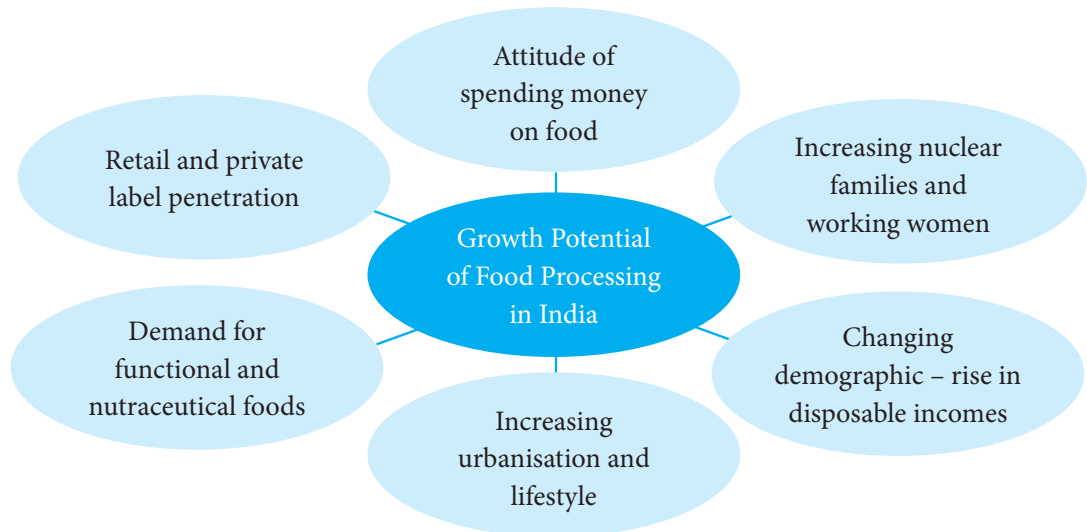 Attitude of
spending money
on food
Increasing nuclear
families and
working women
Changing
demographic – rise in
disposable incomes
Increasing
urbanisation and
lifestyle
Demand for
functional and
nutraceutical foods
Retail and private
label penetration
Growth Potential
of Food Processing
in India